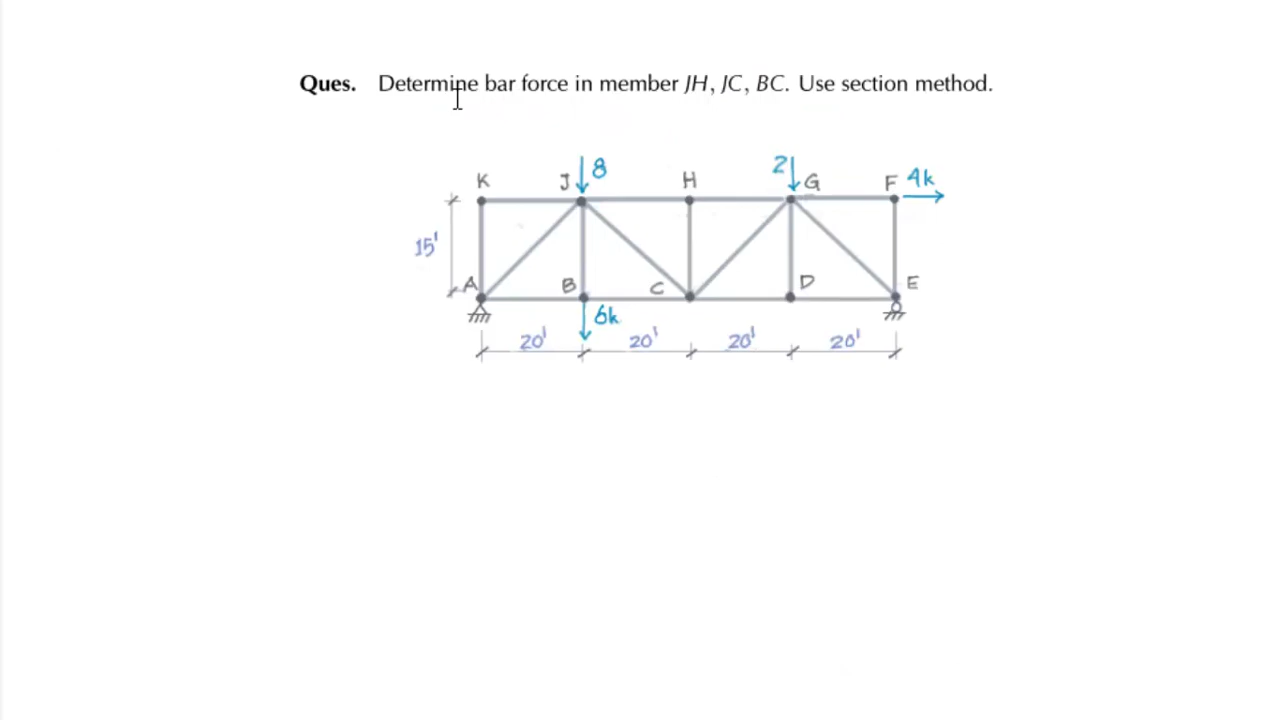 Ques. Determine bar force in member JH, JC, BC. Use section method.
K J 8 H 2 G F 4k
15'
A B C D E
6k
20' 20' 20' 20'